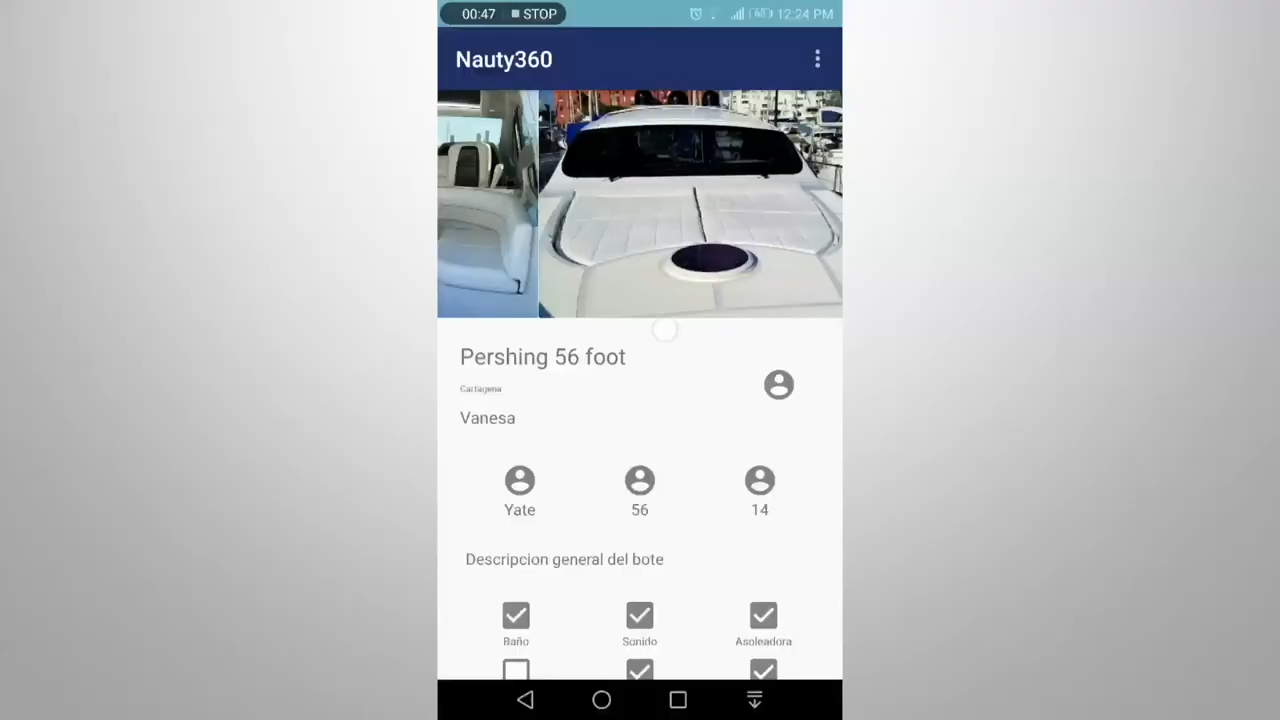 00:47 STOP 60 12:24 PM
Nauty360
Pershing 56 foot
Cartagena
Vanesa
Yate 56 14
Descripcion general del bote
Baño Sonido Asoleadora